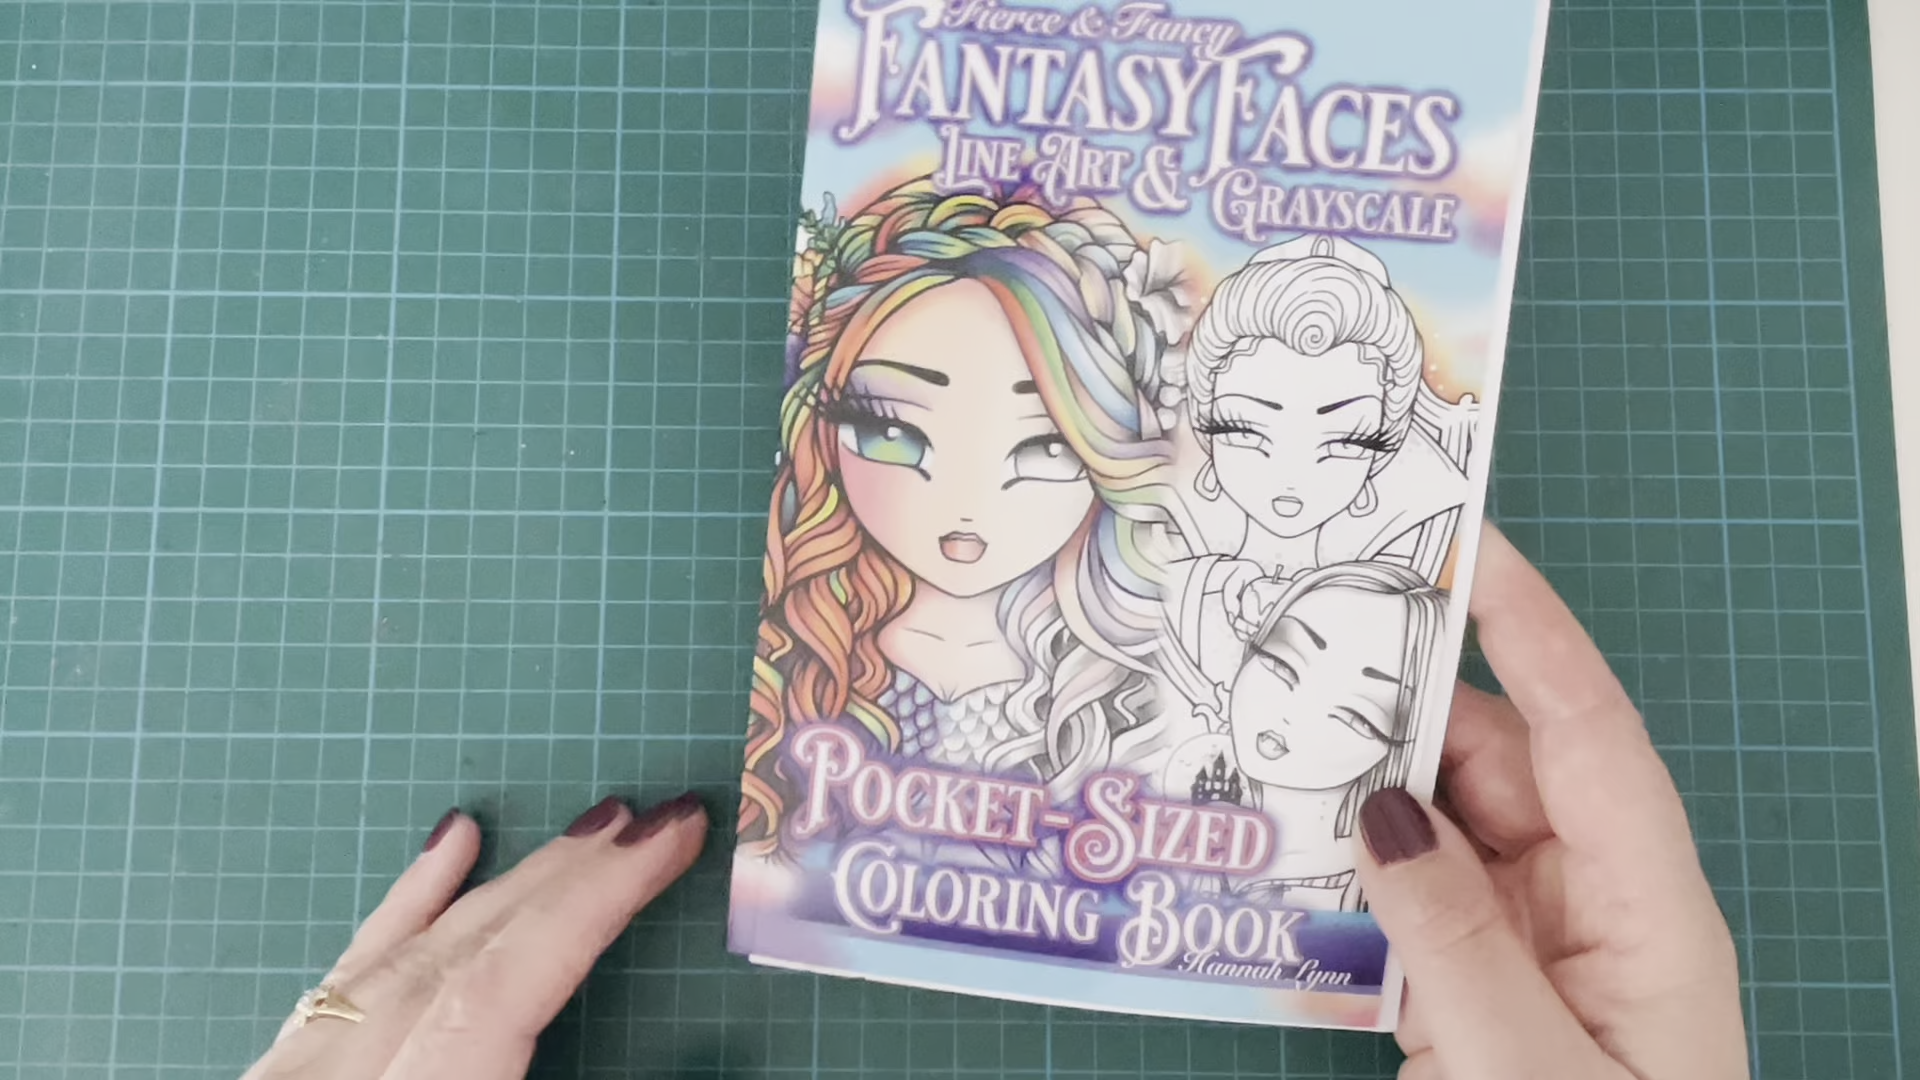 Fierce & Fancy
Fantasy Faces
Line Art & Grayscale
Pocket-Sized
Coloring Book
Hannah Lynn